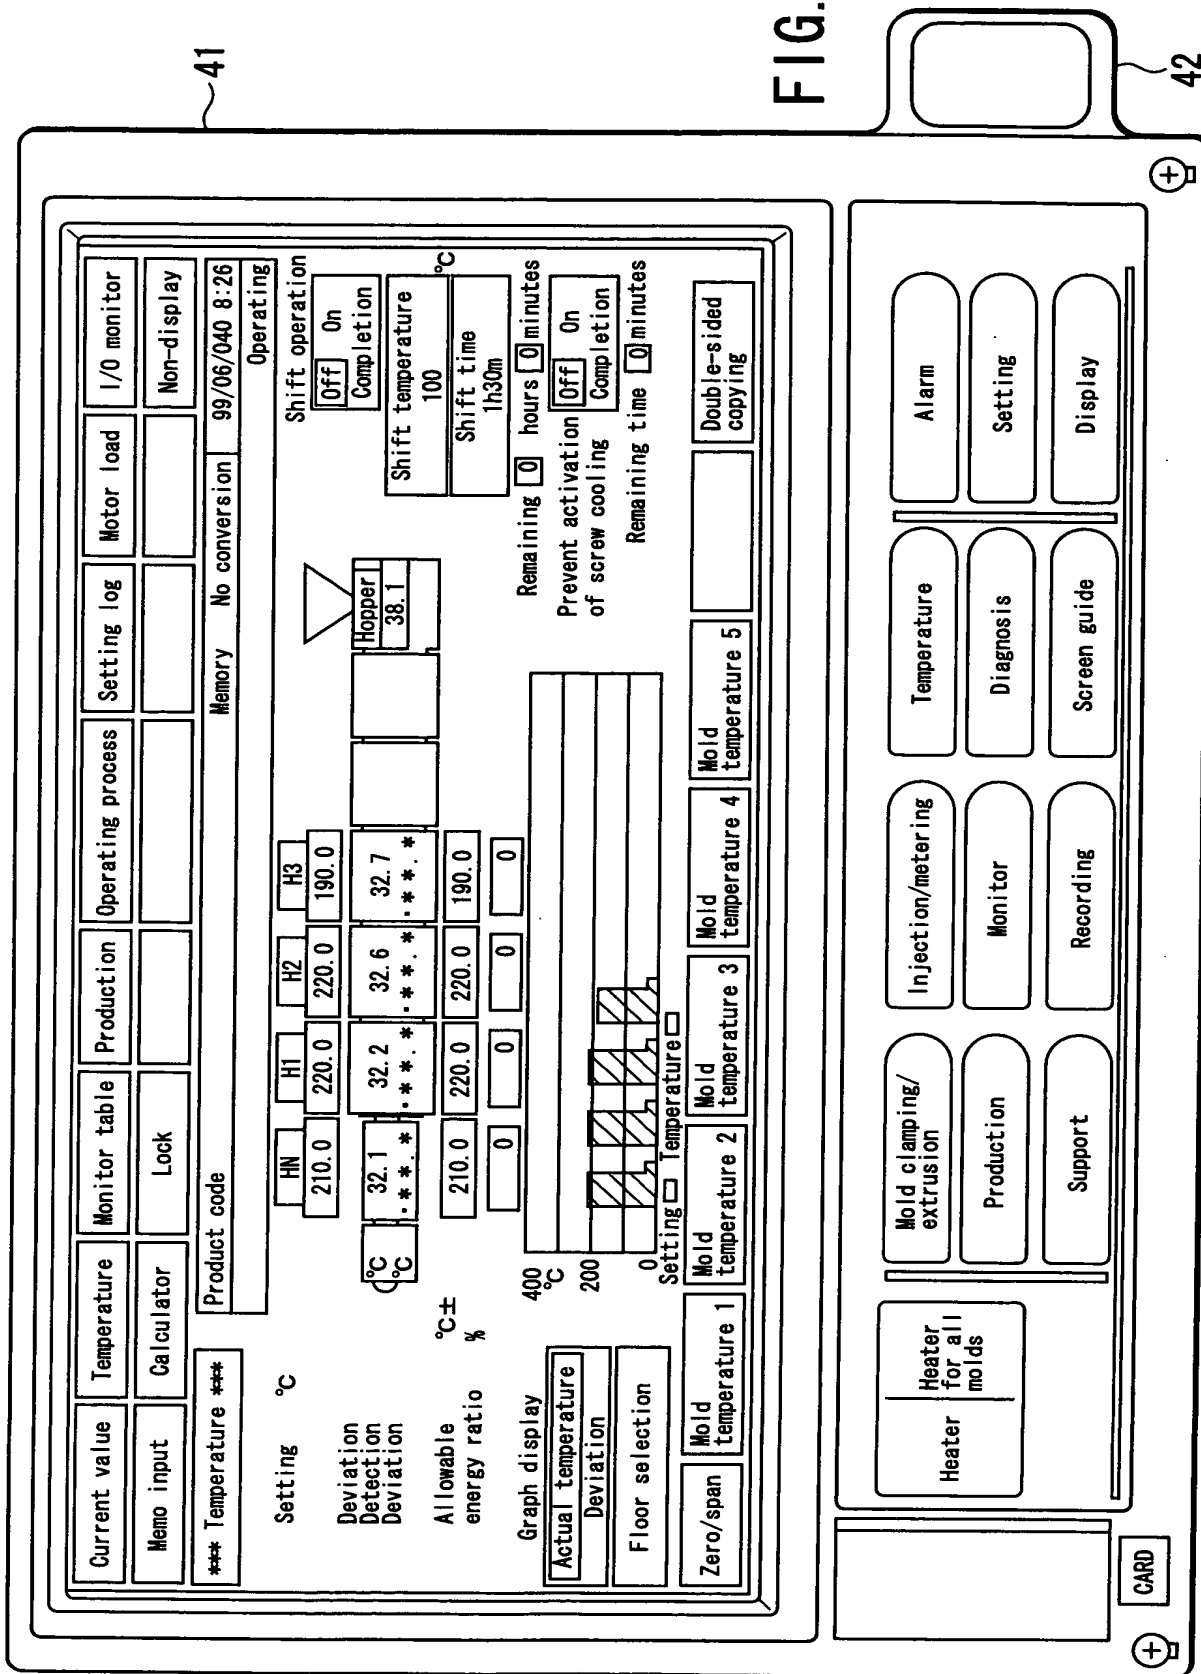 FIG.
41
42
Current value
Temperature
Monitor table
Production
Operating process
Setting log
Motor load
I/O monitor
Memo input
Calculator
Lock
Non-display
*** Temperature ***
Product code
Memory
No conversion
99/06/040 8:26
Operating
Setting °C
HN
H1
H2
H3
210.0
220.0
220.0
190.0
Shift operation
Off On
Completion
Deviation
Detection
Deviation
°C
°C
32.1
32.2
32.6
32.7
.**.*
.**.*
.**.*
.**.*
Hopper
38.1
Shift temperature
100
°C
Shift time
1h30m
Allowable
energy ratio
°C±
%
210.0
220.0
220.0
190.0
0
0
0
0
Remaining 0 hours 0 minutes
Prevent activation
of screw cooling
Off On
Completion
Remaining time 0 minutes
Graph display
Actual temperature
Deviation
Floor selection
400
°C
200
0
Setting
Temperature
Zero/span
Mold
temperature 1
Mold
temperature 2
Mold
temperature 3
Mold
temperature 4
Mold
temperature 5
Double-sided
copying
Heater
Heater
for all
molds
Mold clamping/
extrusion
Injection/metering
Temperature
Alarm
Production
Monitor
Diagnosis
Setting
Support
Recording
Screen guide
Display
CARD